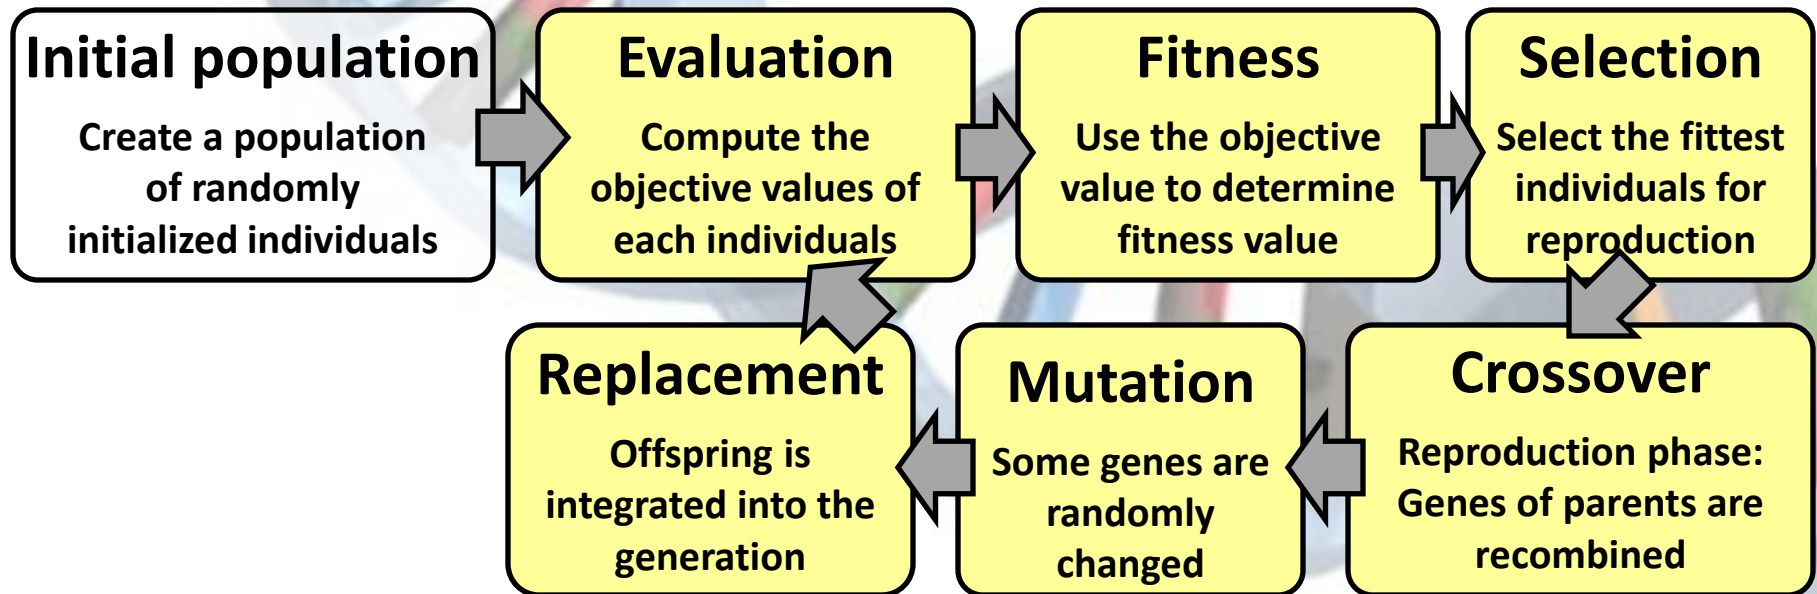 Initial population
Create a population
of randomly
initialized individuals
Evaluation
Compute the
objective values of
each individuals
Fitness
Use the objective
value to determine
fitness value
Selection
Select the fittest
individuals for
reproduction
Crossover
Reproduction phase:
Genes of parents are
recombined
Mutation
Some genes are
randomly
changed
Replacement
Offspring is
integrated into the
generation